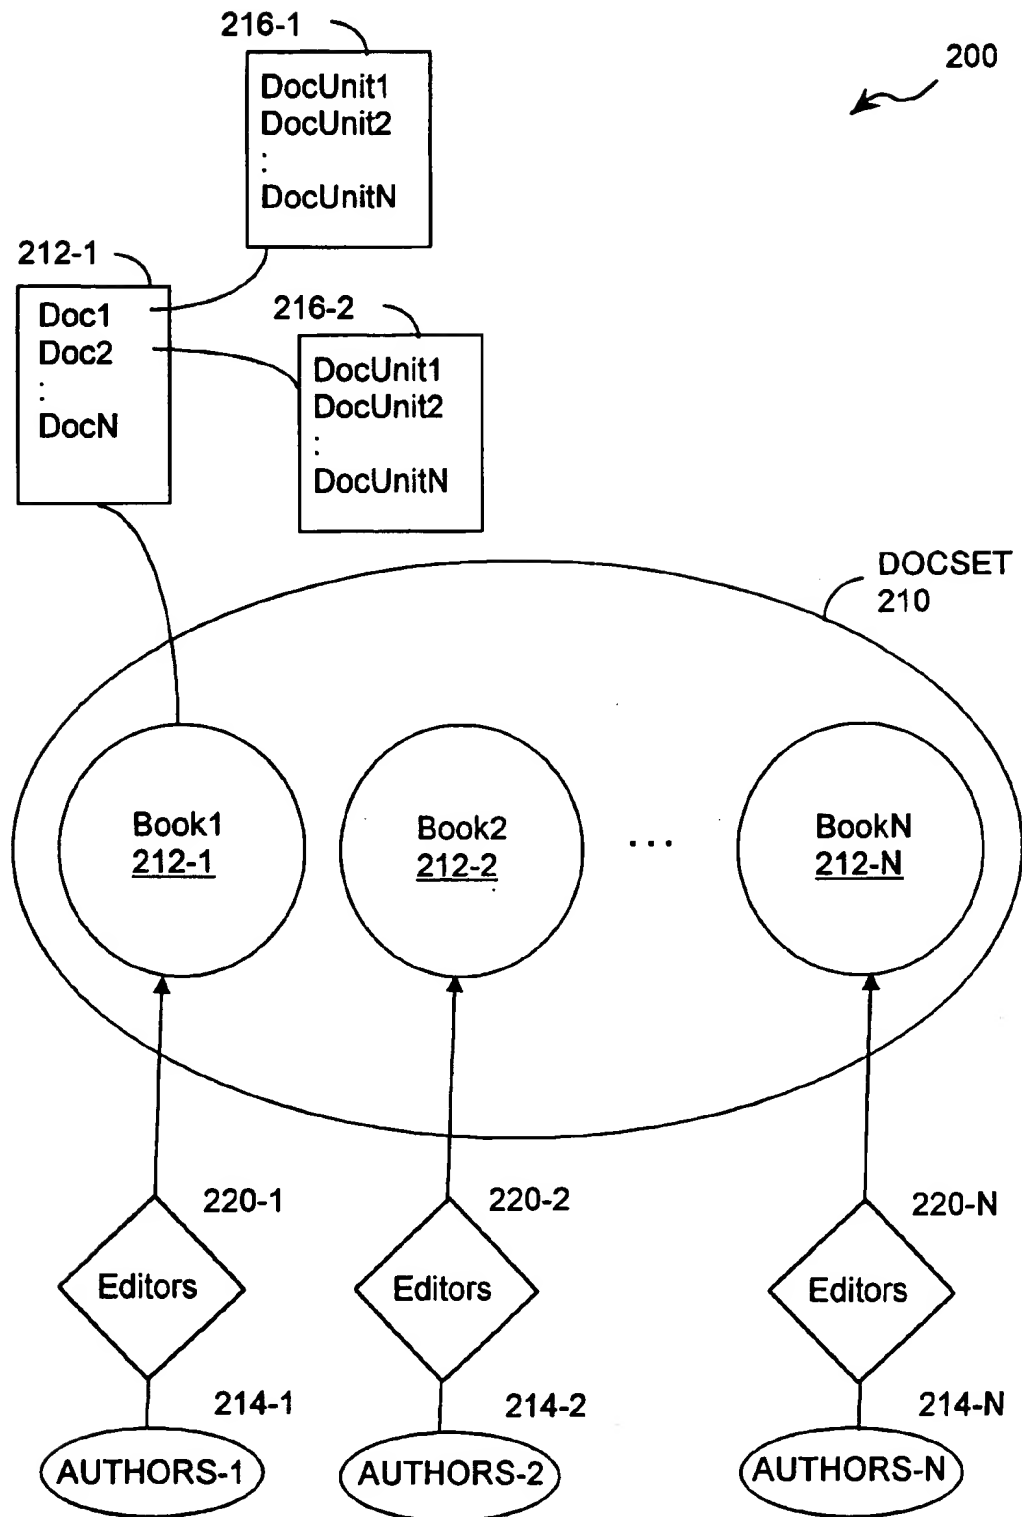 216-1
200
DocUnit1
DocUnit2
:
DocUnitN
212-1
Doc1
Doc2
:
DocN
216-2
DocUnit1
DocUnit2
:
DocUnitN
DOCSET
210
Book1
212-1
Book2
212-2
...
BookN
212-N
220-1
220-2
220-N
Editors
Editors
Editors
214-1
214-2
214-N
AUTHORS-1
AUTHORS-2
AUTHORS-N